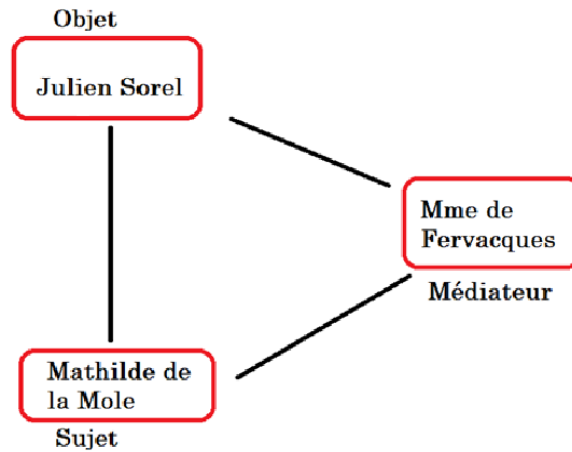 Objet
Julien Sorel
Mme de
Fervacques
Médiateur
Mathilde de
la Mole
Sujet